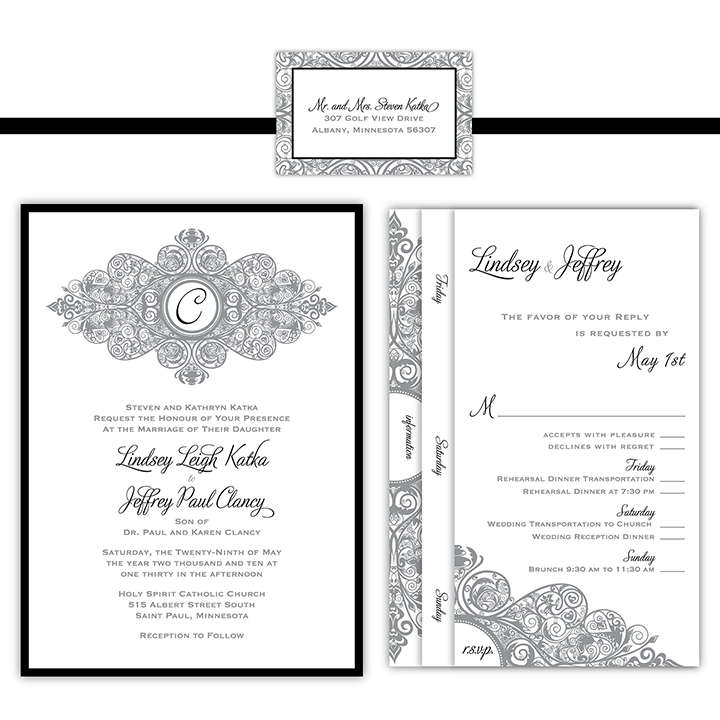 Mr. and Mrs. Steven Katka
307 Golf View Drive
Albany, Minnesota 56307
C
Steven and Kathryn Katka
Request the Honour of Your Presence
At the Marriage of Their Daughter
Lindsey Leigh Katka
to
Jeffrey Paul Clancy
Son of
Dr. Paul and Karen Clancy
Saturday, the Twenty-Ninth of May
the year two thousand and ten at
one thirty in the afternoon
Holy Spirit Catholic Church
515 Albert Street South
Saint Paul, Minnesota
Reception to Follow
information
Friday
Saturday
Sunday
Lindsey & Jeffrey
The favor of your Reply
is requested by
May 1st
M
accepts with pleasure
declines with regret
Friday
Rehearsal Dinner Transportation
Rehearsal Dinner at 7:30 pm
Saturday
Wedding Transportation to Church
Wedding Reception Dinner
Sunday
Brunch 9:30 am to 11:30 am
r.s.v.p.